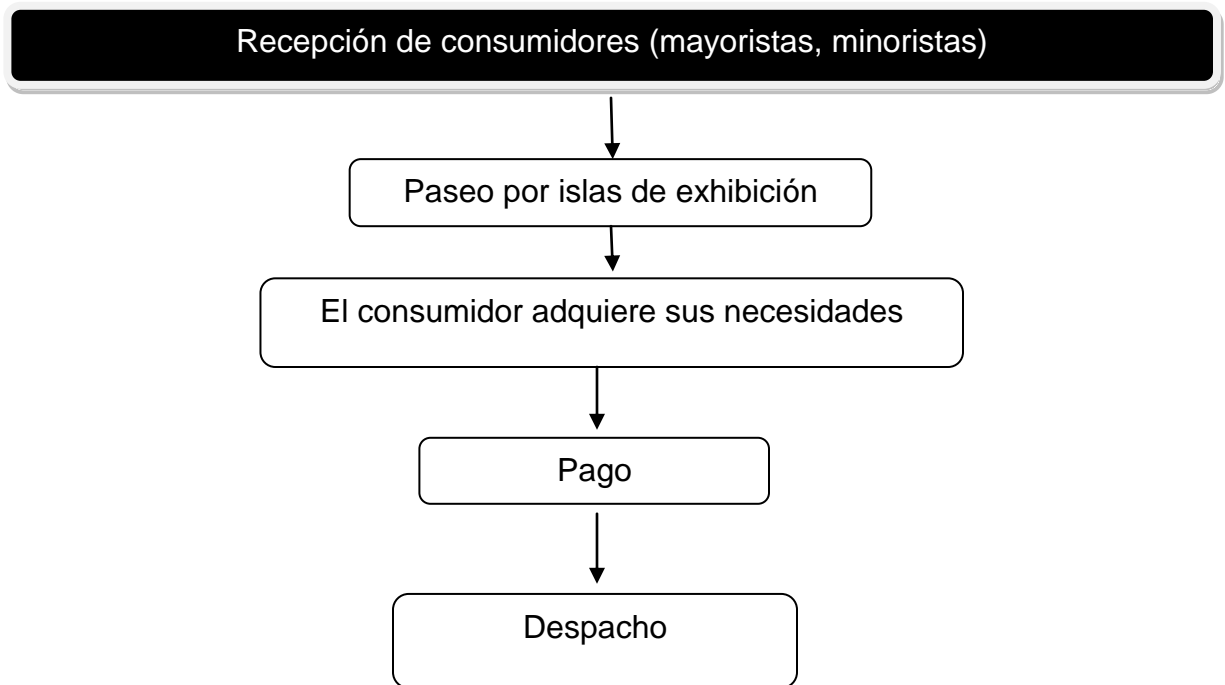 Recepción de consumidores (mayoristas, minoristas)
Paseo por islas de exhibición
El consumidor adquiere sus necesidades
Pago
Despacho